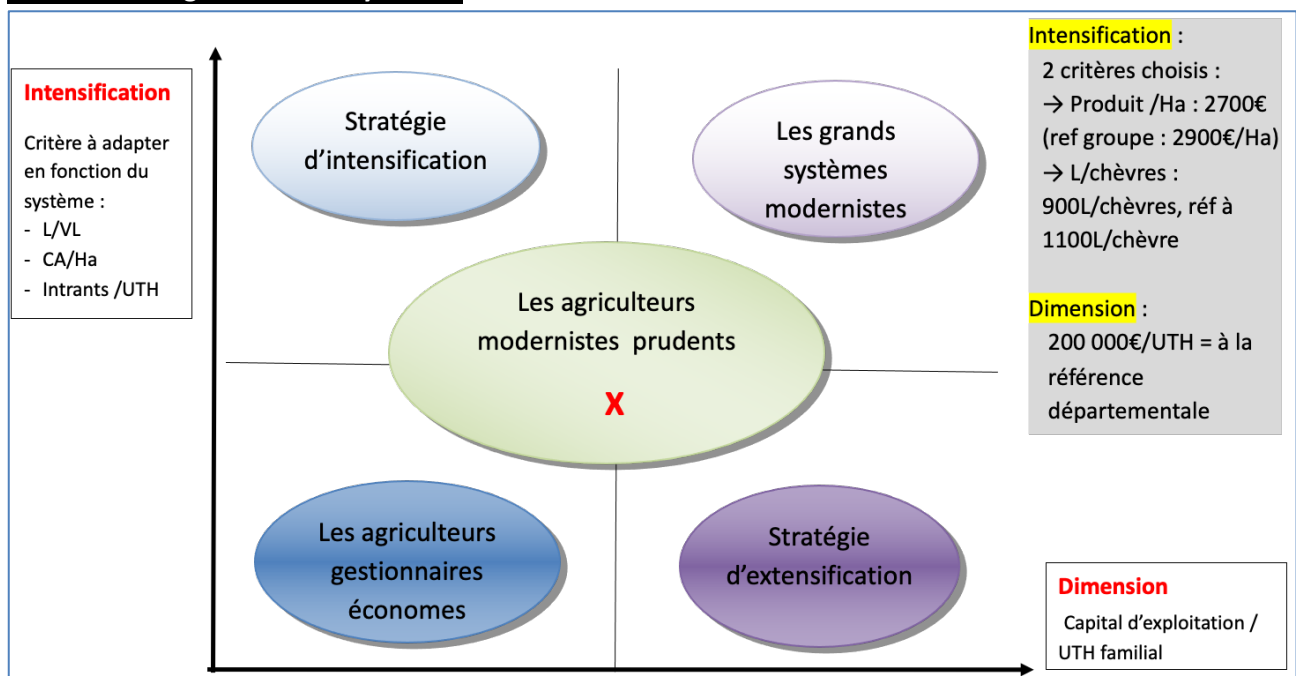 Intensification
Critère à adapter
en fonction du
système :
- L/VL
- CA/Ha
- Intrants /UTH
Stratégie
d'intensification
Les grands
systèmes
modernistes
Les agriculteurs
modernistes prudents
X
Les agriculteurs
gestionnaires
économes
Stratégie
d'extensification
Intensification :
2 critères choisis :
→ Produit /Ha : 2700€
(ref groupe : 2900€/Ha)
→ L/chèvres :
900L/chèvres, réf à
1100L/chèvre
Dimension :
200 000€/UTH = à la
référence
départementale
Dimension
Capital d'exploitation /
UTH familial